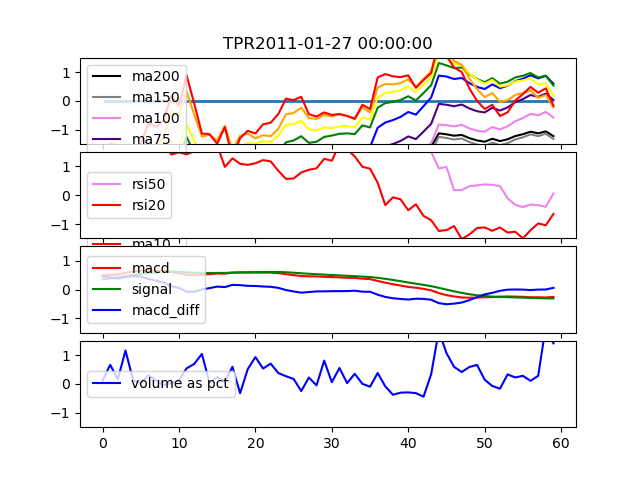 TPR2011-01-27 00:00:00
1
0
−1
ma200
ma150
ma100
ma75
1
0
−1
rsi50
rsi20
ma10
1
0
−1
macd
signal
macd_diff
1
0
−1
volume as pct
0 10 20 30 40 50 60